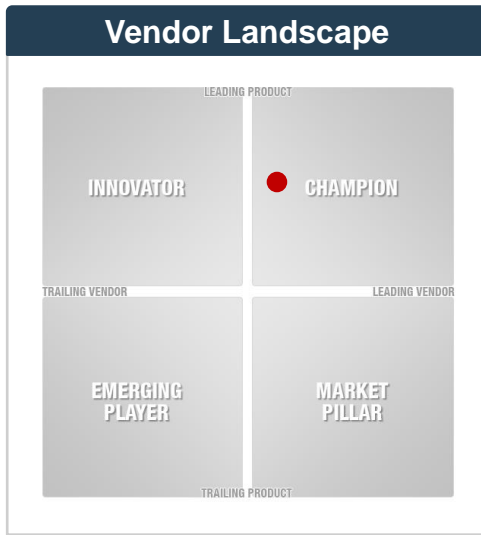 Vendor Landscape
LEADING PRODUCT
INNOVATOR
CHAMPION
TRAILING VENDOR
LEADING VENDOR
EMERGING
PLAYER
MARKET
PILLAR
TRAILING PRODUCT